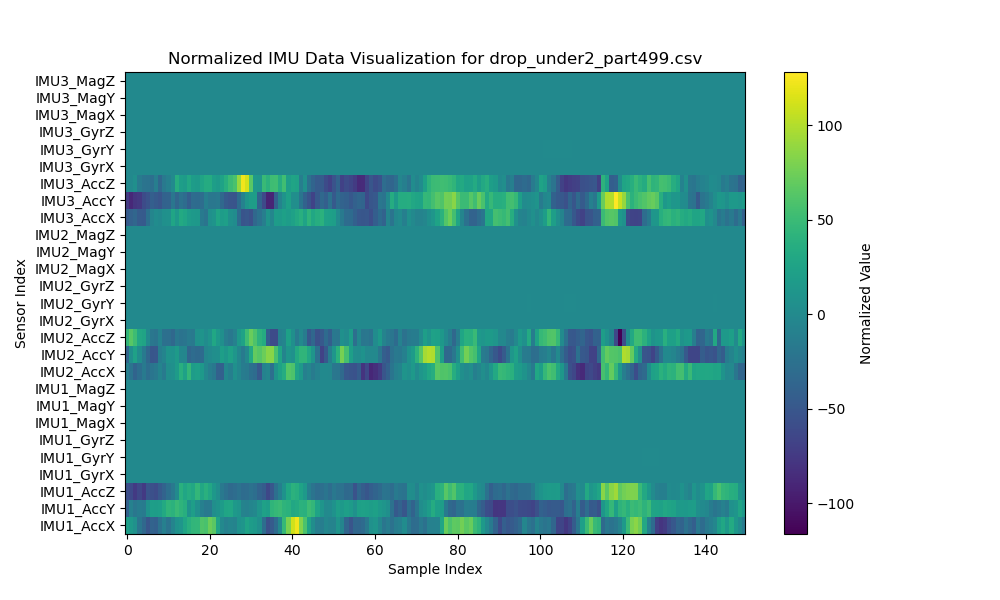 Normalized IMU Data Visualization for drop_under2_part499.csv
IMU3_MagZ
IMU3_MagY
IMU3_MagX
IMU3_GyrZ
IMU3_GyrY
IMU3_GyrX
IMU3_AccZ
IMU3_AccY
IMU3_AccX
IMU2_MagZ
IMU2_MagY
IMU2_MagX
IMU2_GyrZ
IMU2_GyrY
IMU2_GyrX
IMU2_AccZ
IMU2_AccY
IMU2_AccX
IMU1_MagZ
IMU1_MagY
IMU1_MagX
IMU1_GyrZ
IMU1_GyrY
IMU1_GyrX
IMU1_AccZ
IMU1_AccY
IMU1_AccX
Sensor Index
0 20 40 60 80 100 120 140
Sample Index
100
50
0
−50
−100
Normalized Value